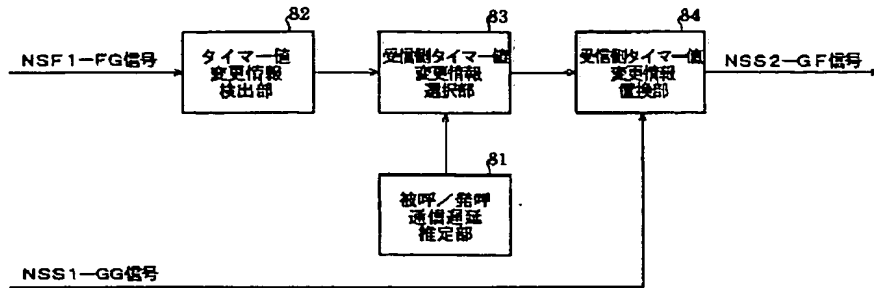 82
83
84
NSF1-FG信号
タイマー値
変更情報
検出部
受信側タイマー値
変更情報
選択部
受信側タイマー値
変更情報
置換部
NSS2-GF信号
81
被呼/発呼
通信遅延
推定部
NSS1-GG信号